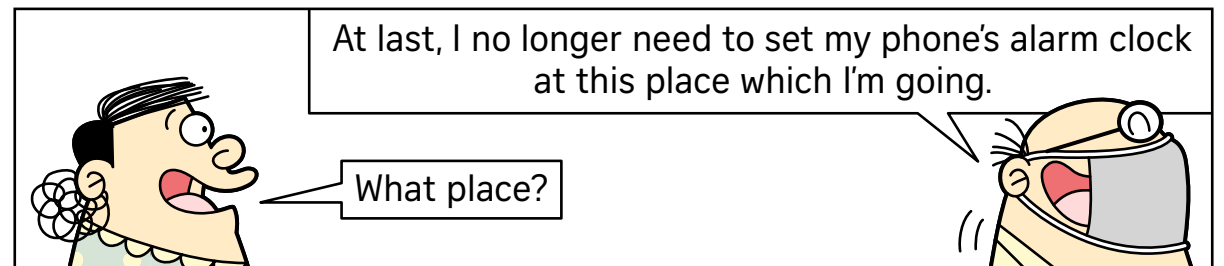 At last, I no longer need to set my phone's alarm clock
at this place which I'm going.
What place?